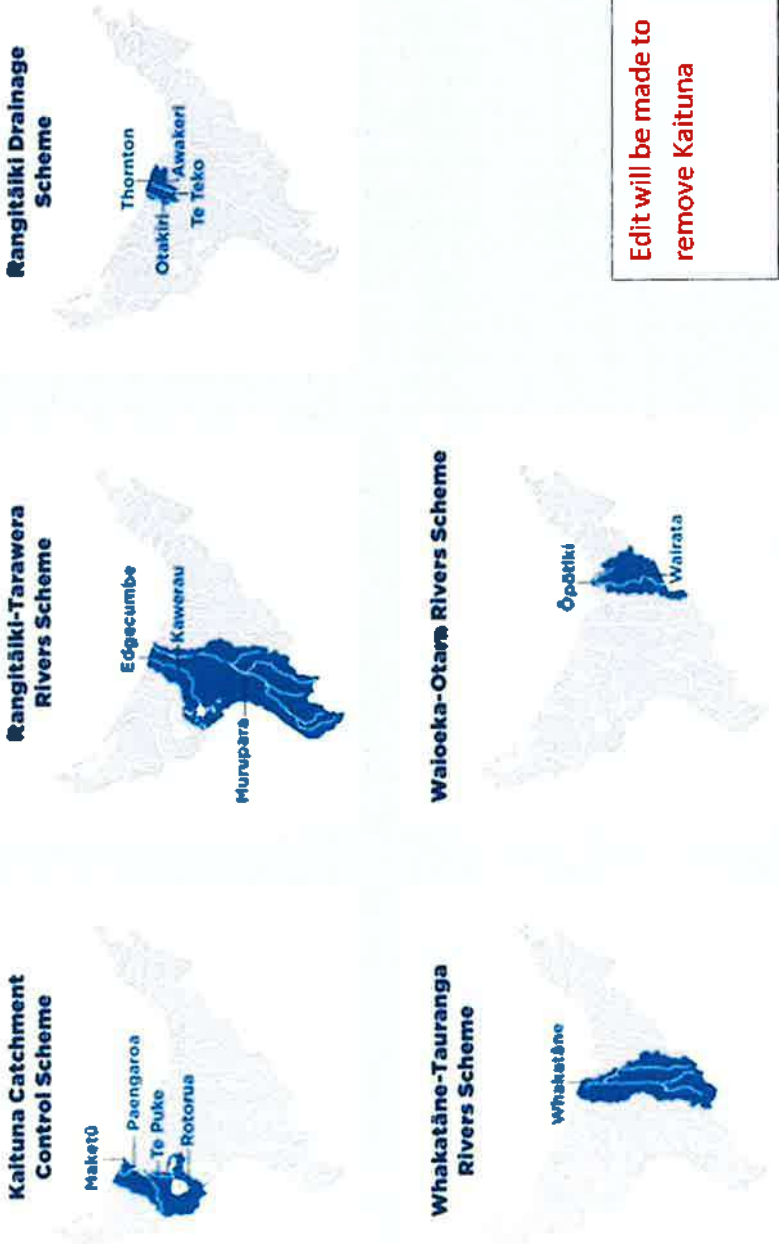 Kaituna Catchment
Control Scheme
Maketū
Paengaroa
Te Puke
Rotorua
Rangitāiki-Tarawera
Rivers Scheme
Edgecumbe
Kawerau
Murupara
Rangitāiki Drainage
Scheme
Thornton
Otakiri
Awakeri
Te Teko
Whakatāne-Tauranga
Rivers Scheme
Whakatāne
Waioeka-Otara Rivers Scheme
Ōpōtiki
Wairata
Edit will be made to
remove Kaituna